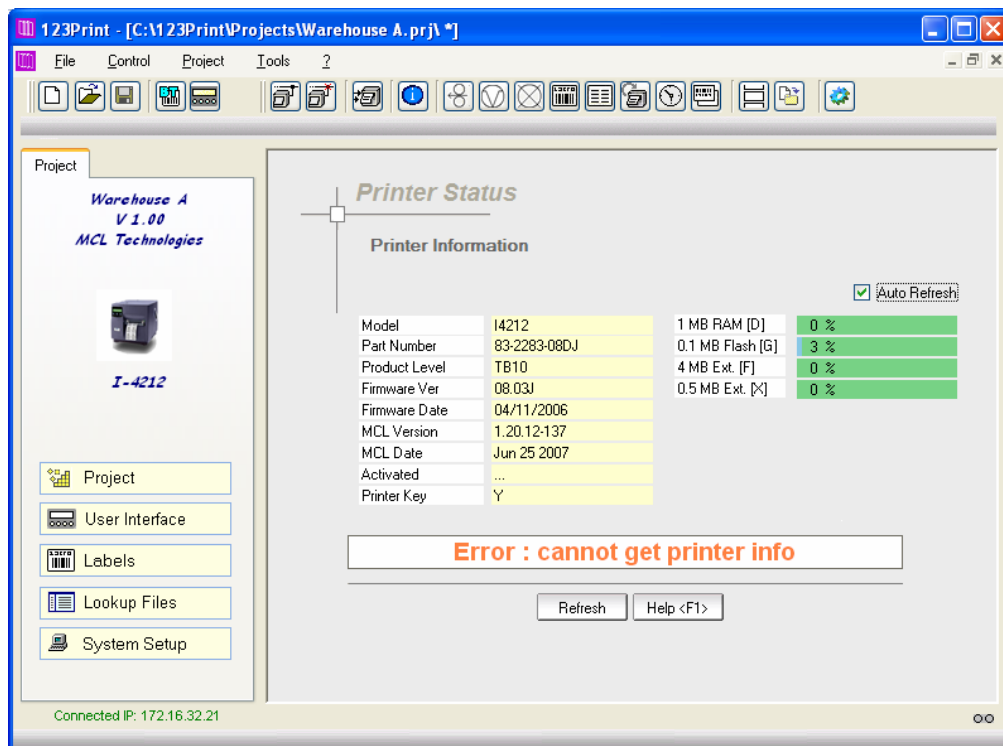 123Print - [C:\123Print\Projects\Warehouse A.prj\ *]
File Control Project Tools ?
Project
Warehouse A
V 1.00
MCL Technologies
I-4212
Project
User Interface
Labels
Lookup Files
System Setup
Printer Status
Printer Information
Auto Refresh
Model I4212
Part Number 83-2283-08DJ
Product Level TB10
Firmware Ver 08.03J
Firmware Date 04/11/2006
MCL Version 1.20.12-137
MCL Date Jun 25 2007
Activated ...
Printer Key Y
1 MB RAM [D] 0 %
0.1 MB Flash [G] 3 %
4 MB Ext. [F] 0 %
0.5 MB Ext. [X] 0 %
Error : cannot get printer info
Refresh Help <F1>
Connected IP: 172.16.32.21